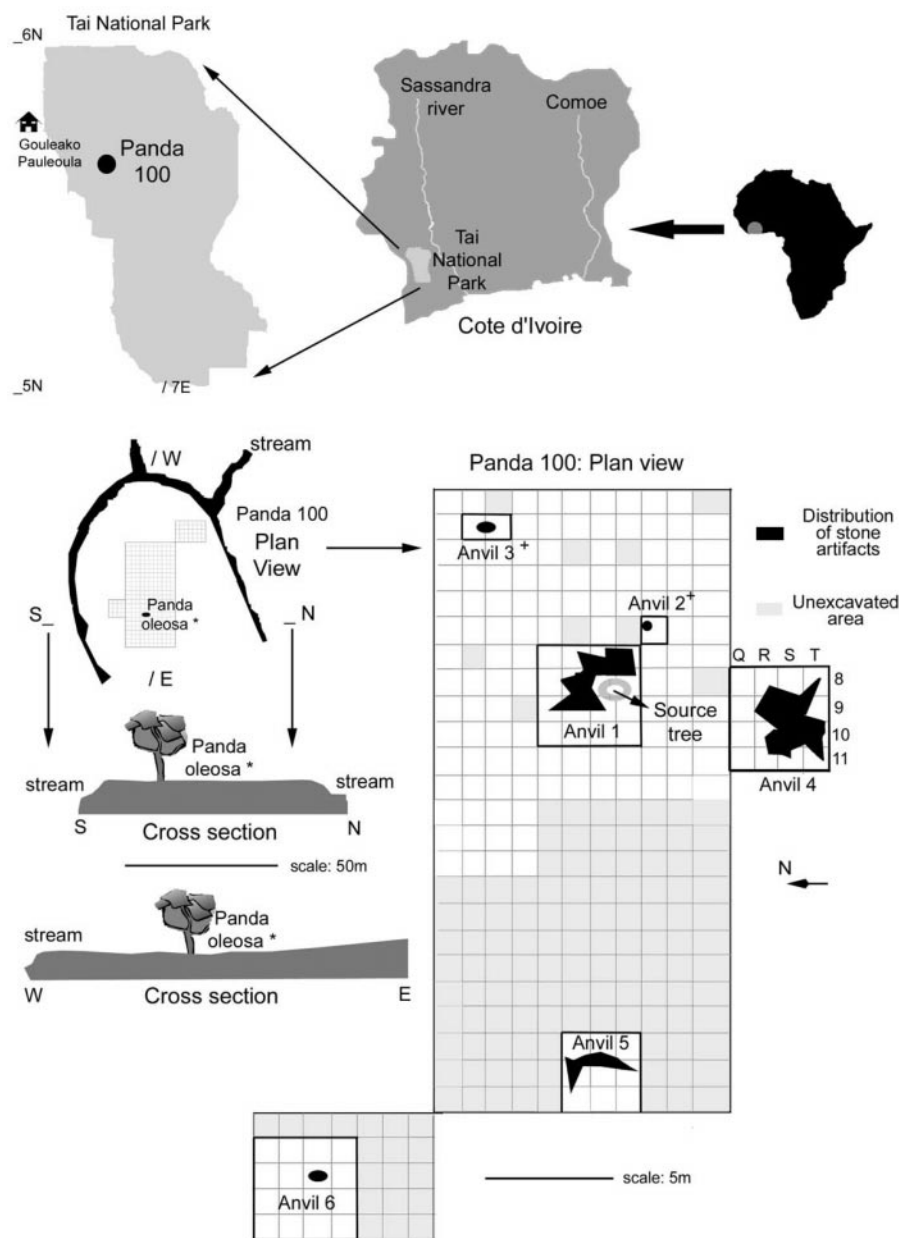 Tai National Park
_6N
Gouleako
Pauleoula
Panda
100
_5N
/ 7E
Sassandra
river
Comoe
Tai
National
Park
Cote d'Ivoire
/ W
stream
Panda 100
Plan
View
Panda
oleosa *
S_
_ N
/ E
Panda
oleosa *
stream
stream
S
N
Cross section
scale: 50m
Panda
oleosa *
stream
W
E
Cross section
Panda 100: Plan view
Anvil 3 +
Anvil 2+
Anvil 1
Source
tree
Q R S T
8
9
10
11
Anvil 4
N
Anvil 5
Anvil 6
scale: 5m
Distribution
of stone
artifacts
Unexcavated
area